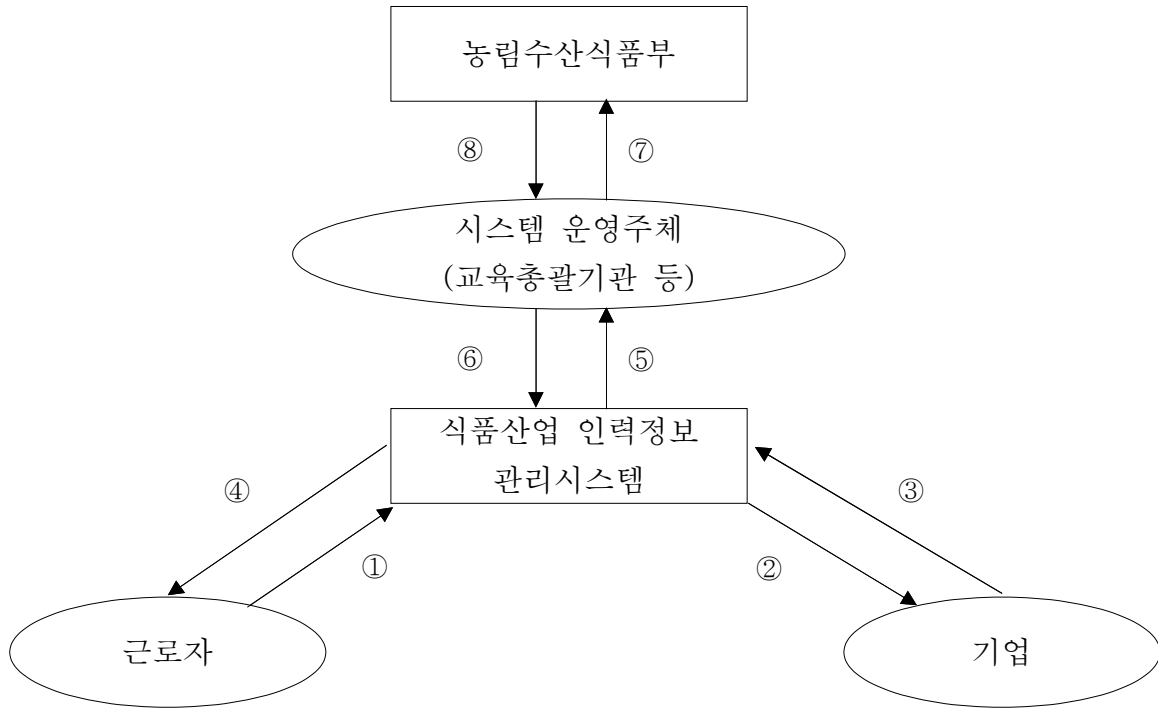 농림수산식품부
⑧ ⑦
시스템 운영주체
(교육총괄기관 등)
⑥ ⑤
식품산업 인력정보
관리시스템
④ ③
① ②
근로자 기업